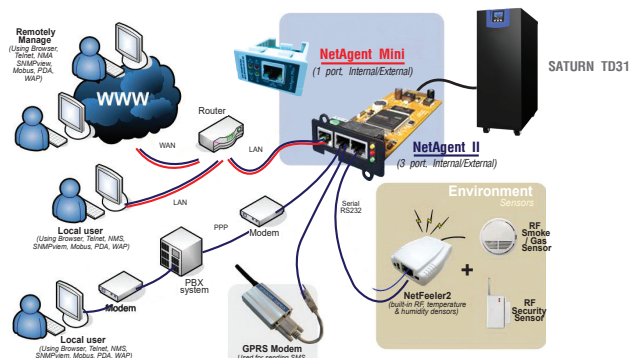 Remotely
Manage
(Using Browser,
Telnet, NMA
SNMPview,
Mobus, PDA,
WAP)
WWW
Router
WAN
LAN
LAN
NetAgent Mini
(1 port, Internal/External)
SATURN TD31
NetAgent II
(3 port, Internal/External)
Local user
(Using Browser, Telnet, NMS,
SNMPviem, Mobus, PDA, WAP)
PPP
Modem
Serial
RS232
PBX
system
Modem
Local user
(Using Browser, Telnet, NMS,
SNMPviem, Mobus, PDA, WAP)
GPRS Modem
Used for sending SMS
Environment
Sensors
RF
Smoke
/ Gas
Sensor
+
NetFeeler2
(built-in RF, temperature
& humidity densors)
RF
Security
Sensor